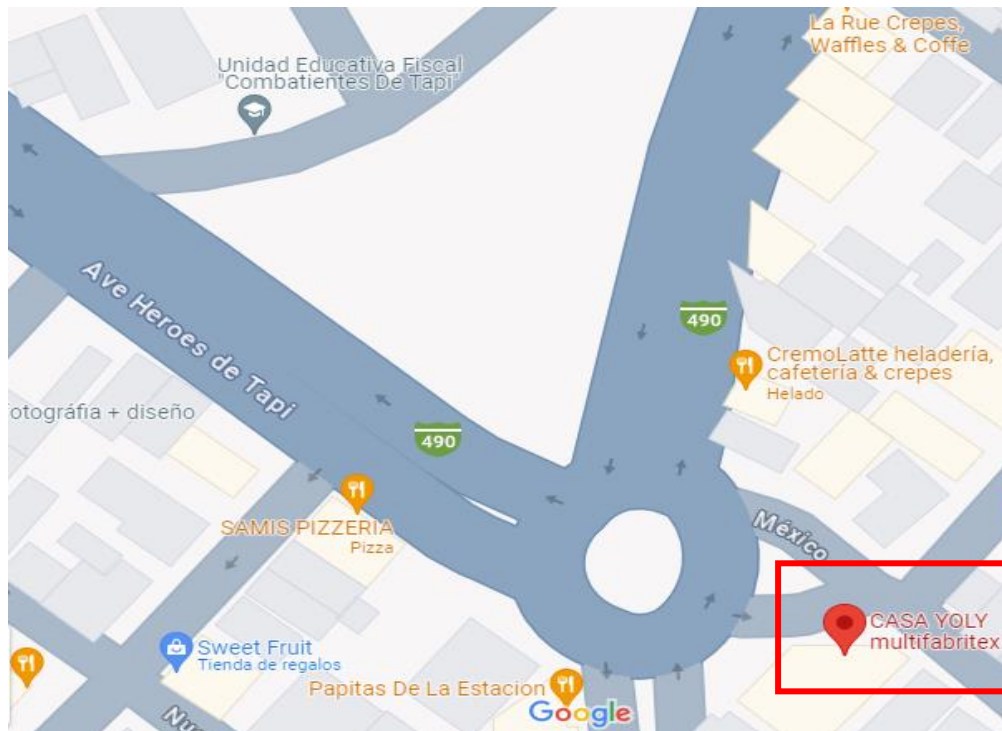 La Rue Crepes,
Waffles & Coffe
Unidad Educativa Fiscal
"Combatientes De Tapi"
490
Ave Heroes de Tapi
CremoLatte heladería,
cafetería & crepes
Helado
otográfia + diseño
490
SAMIS PIZZERIA
Pizza
México
CASA YOLY
multifabritex
Sweet Fruit
Tienda de regalos
Papitas De La Estacion
Google